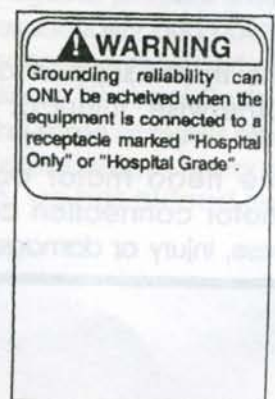 WARNING
Grounding reliability can
ONLY be acheived when the
equipment is connected to a
receptacle marked "Hospital
Only" or "Hospital Grade".